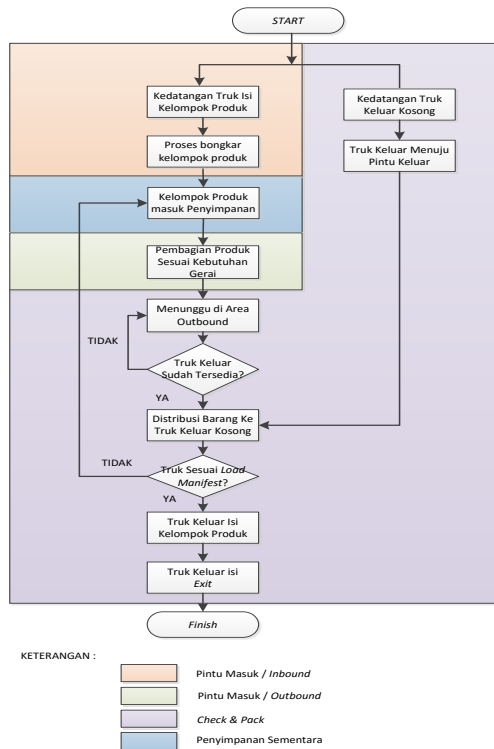 START
Kedatangan Truk Isi
Kelompok Produk
Kedatangan Truk
Keluar Kosong
Proses bongkar
kelompok produk
Truk Keluar Menuju
Pintu Keluar
Kelompok Produk
masuk Penyimpanan
Pembagian Produk
Sesuai Kebutuhan
Gerai
Menunggu di Area
Outbound
TIDAK
Truk Keluar
Sudah Tersedia?
YA
Distribusi Barang Ke
Truk Keluar Kosong
TIDAK
Truk Sesuai Load
Manifest?
YA
Truk Keluar Isi
Kelompok Produk
Truk Keluar isi
Exit
Finish
KETERANGAN :
Pintu Masuk / Inbound
Pintu Masuk / Outbound
Check & Pack
Penyimpanan Sementara